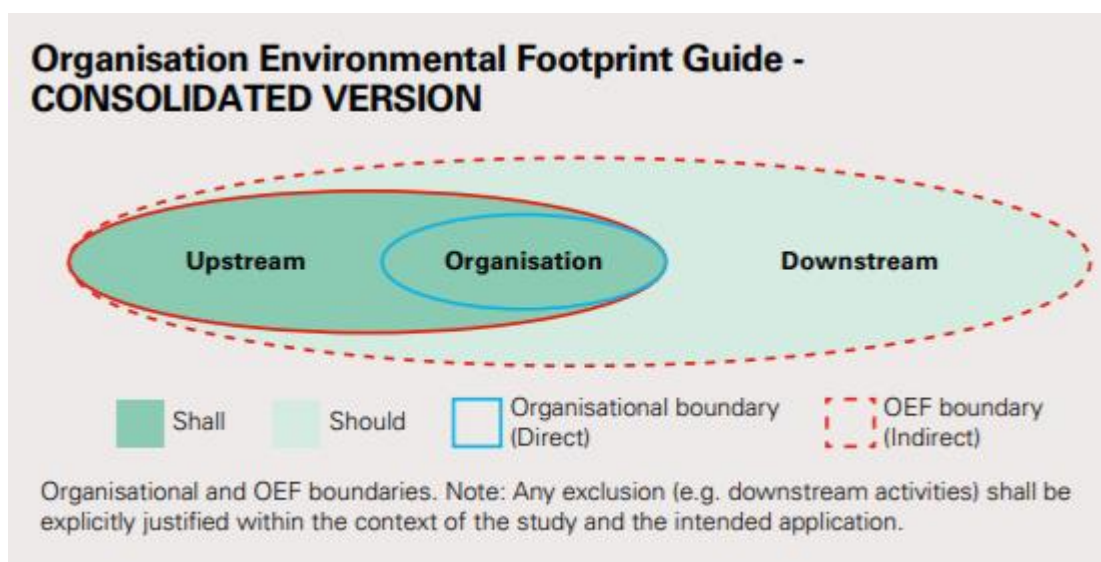 Organisation Environmental Footprint Guide -
CONSOLIDATED VERSION
Upstream
Organisation
Downstream
Shall
Should
Organisational boundary
(Direct)
OEF boundary
(Indirect)
Organisational and OEF boundaries. Note: Any exclusion (e.g. downstream activities) shall be
explicitly justified within the context of the study and the intended application.